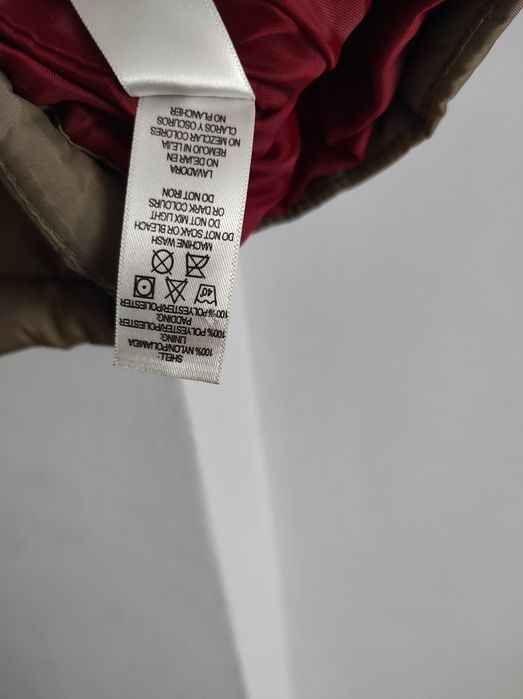 SHELL:
100% NYLON/POLIAMIDA
LINING:
100% POLYESTER/POLIESTER
PADDING:
100% POLYESTER/POLIESTER
40
MACHINE WASH
DO NOT SOAK OR BLEACH
DO NOT MIX LIGHT
OR DARK COLOURS
DO NOT IRON
LAVADORA
NO DEJAR EN
REMOJO NI LEJIA
NO MEZCLAR COLORES
CLAROS Y OSCUROS
NO PLANCHER